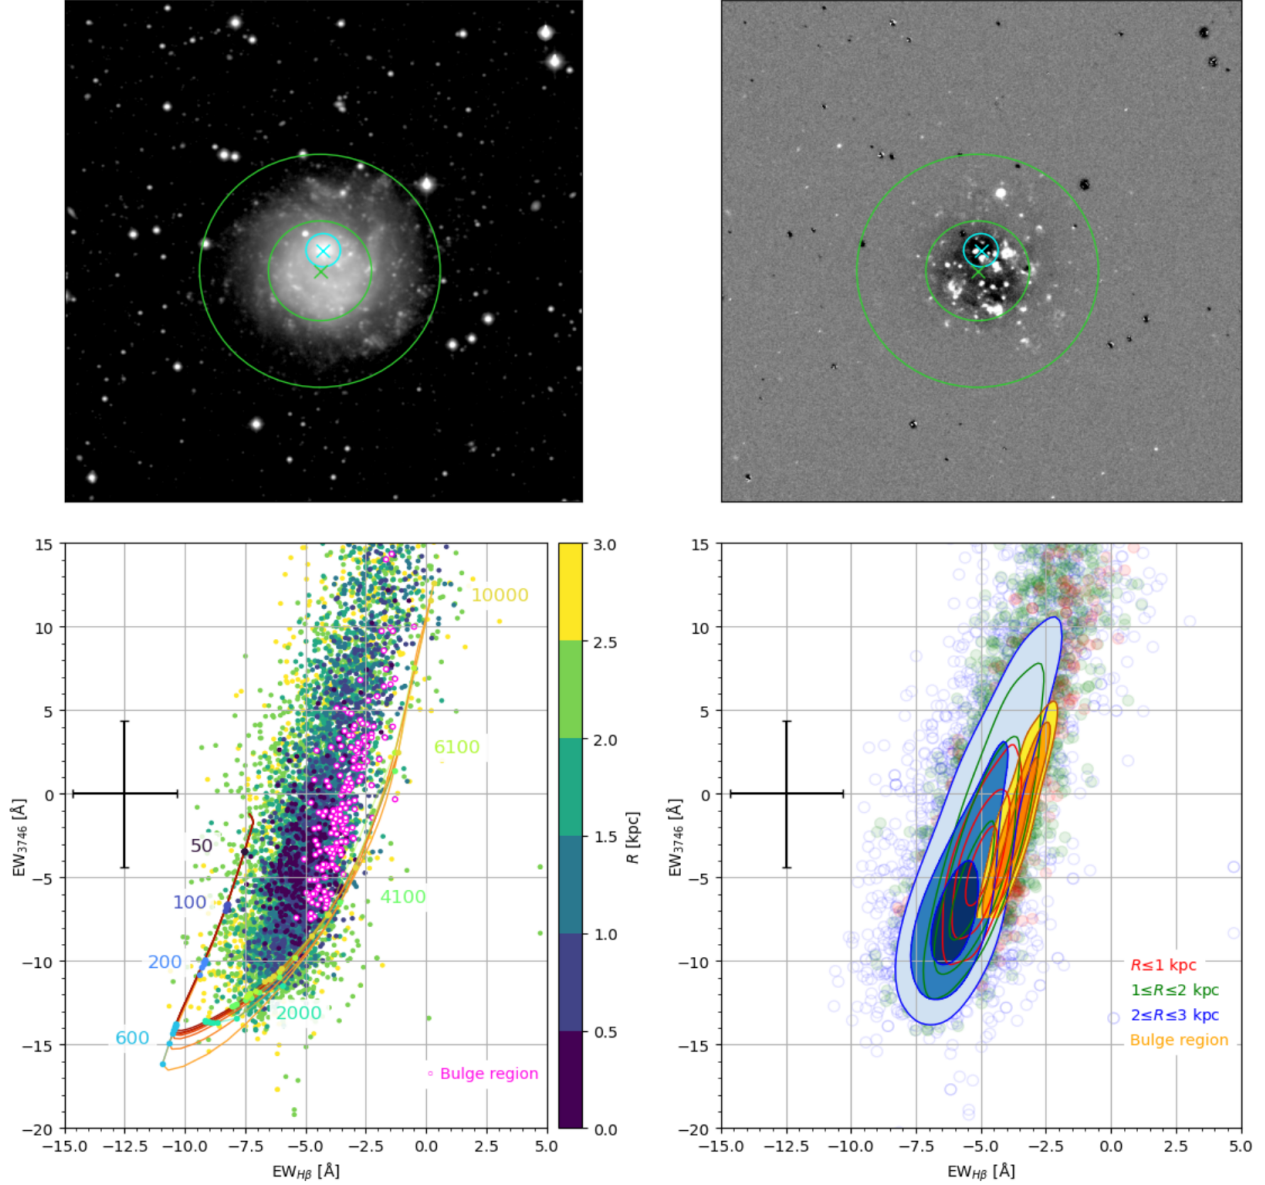 15
10
5
0
−5
−10
−15
−20
EW3746 [Å]
−15.0 −12.5 −10.0 −7.5 −5.0 −2.5 0.0 2.5 5.0
EWHβ [Å]
10000
6100
4100
2000
600
200
100
50
Bulge region
3.0
2.5
2.0
1.5
1.0
0.5
0.0
R [kpc]
15
10
5
0
−5
−10
−15
−20
EW3746 [Å]
−15.0 −12.5 −10.0 −7.5 −5.0 −2.5 0.0 2.5 5.0
EWHβ [Å]
R≤1 kpc
1≤R≤2 kpc
2≤R≤3 kpc
Bulge region